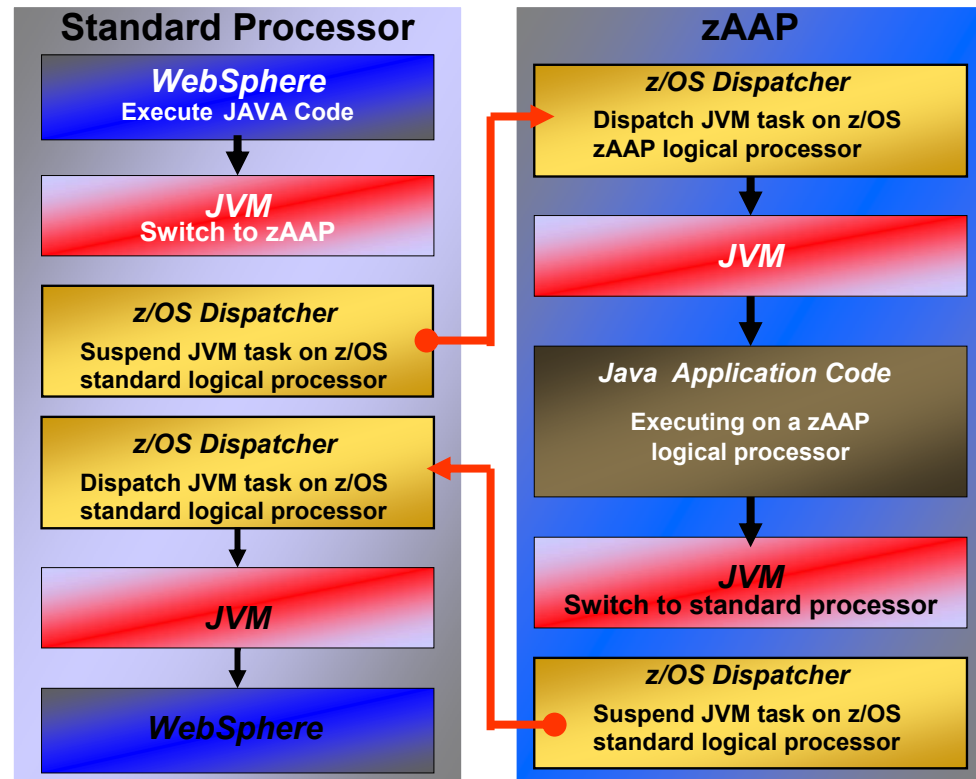 Standard Processor
WebSphere
Execute JAVA Code
JVM
Switch to zAAP
z/OS Dispatcher
Suspend JVM task on z/OS
standard logical processor
z/OS Dispatcher
Dispatch JVM task on z/OS
standard logical processor
JVM
WebSphere
zAAP
z/OS Dispatcher
Dispatch JVM task on z/OS
zAAP logical processor
JVM
Java Application Code
Executing on a zAAP
logical processor
JVM
Switch to standard processor
z/OS Dispatcher
Suspend JVM task on z/OS
standard logical processor